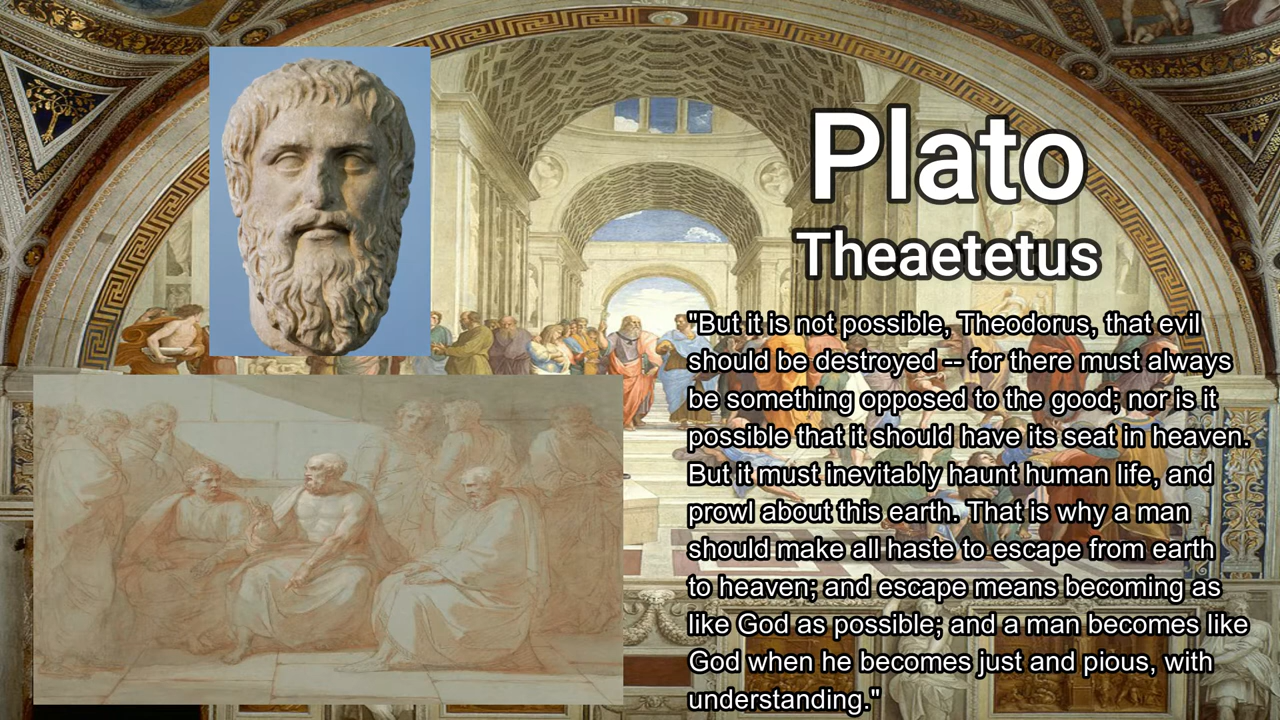 Plato
Theaetetus
"But it is not possible, Theodorus, that evil
should be destroyed -- for there must always
be something opposed to the good; nor is it
possible that it should have its seat in heaven.
But it must inevitably haunt human life, and
prowl about this earth. That is why a man
should make all haste to escape from earth
to heaven; and escape means becoming as
like God as possible; and a man becomes like
God when he becomes just and pious, with
understanding."